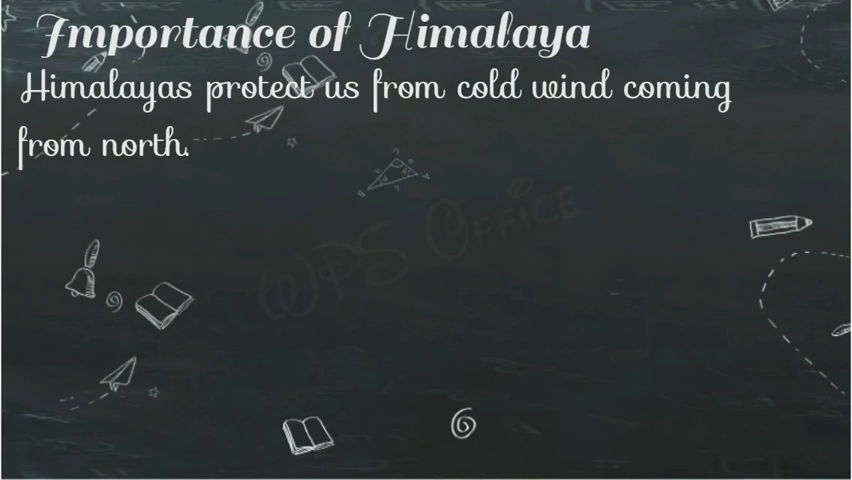 Importance of Himalaya
Himalayas protect us from cold wind coming
from north.
WPS Office